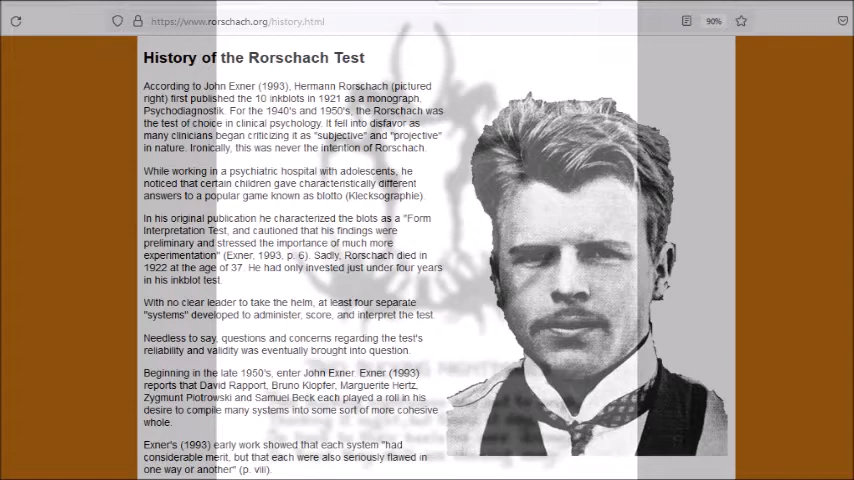 https://www.rorschach.org/history.html
90%
History of the Rorschach Test
According to John Exner (1993), Hermann Rorschach (pictured
right) first published the 10 inkblots in 1921 as a monograph,
Psychodiagnostik. For the 1940's and 1950's, the Rorschach was
the test of choice in clinical psychology. It fell into disfavor as
many clinicians began criticizing it as "subjective" and "projective"
in nature. Ironically, this was never the intention of Rorschach.
While working in a psychiatric hospital with adolescents, he
noticed that certain children gave characteristically different
answers to a popular game known as blotto (Klecksographie).
In his original publication he characterized the blots as a "Form
Interpretation Test, and cautioned that his findings were
preliminary and stressed the importance of much more
experimentation" (Exner, 1993, p. 6). Sadly, Rorschach died in
1922 at the age of 37. He had only invested just under four years
in his inkblot test.
With no clear leader to take the helm, at least four separate
"systems" developed to administer, score, and interpret the test.
Needless to say, questions and concerns regarding the test's
reliability and validity was eventually brought into question.
Beginning in the late 1950's, enter John Exner. Exner (1993)
reports that David Rapport, Bruno Klopfer, Marguerite Hertz,
Zygmunt Piotrowski and Samuel Beck each played a roll in his
desire to compile many systems into some sort of more cohesive
whole.
Exner's (1993) early work showed that each system "had
considerable merit, but that each were also seriously flawed in
one way or another" (p. viii).